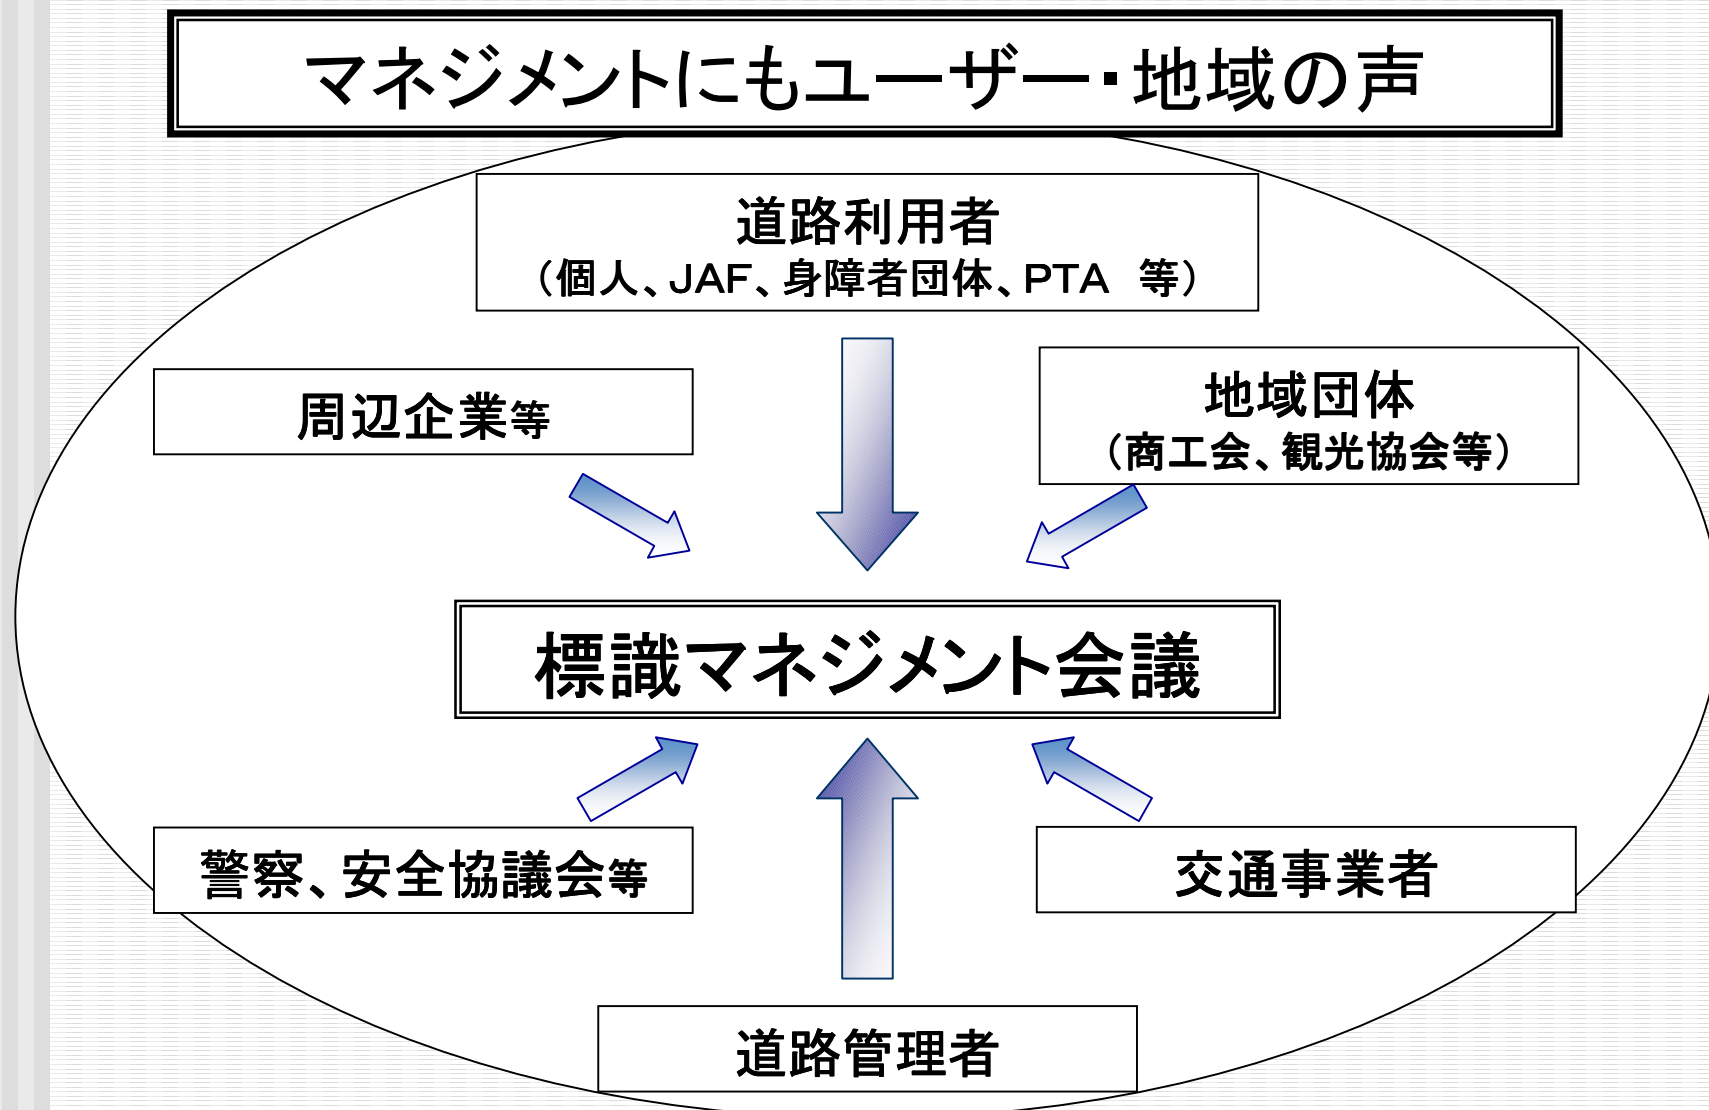 マネジメントにもユーザー・地域の声
道路利用者
（個人、JAF、身障者団体、PTA　等）
周辺企業等
地域団体
（商工会、観光協会等）
標識マネジメント会議
警察、安全協議会等
交通事業者
道路管理者